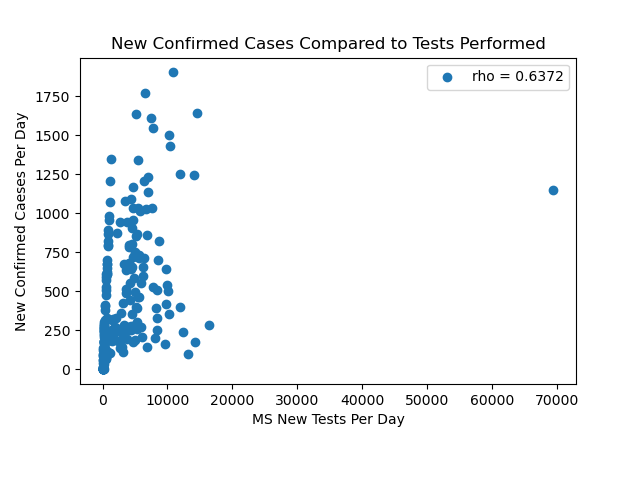 New Confirmed Cases Compared to Tests Performed
rho = 0.6372
1750
1500
1250
1000
750
500
250
0
New Confirmed Caeses Per Day
0 10000 20000 30000 40000 50000 60000 70000
MS New Tests Per Day